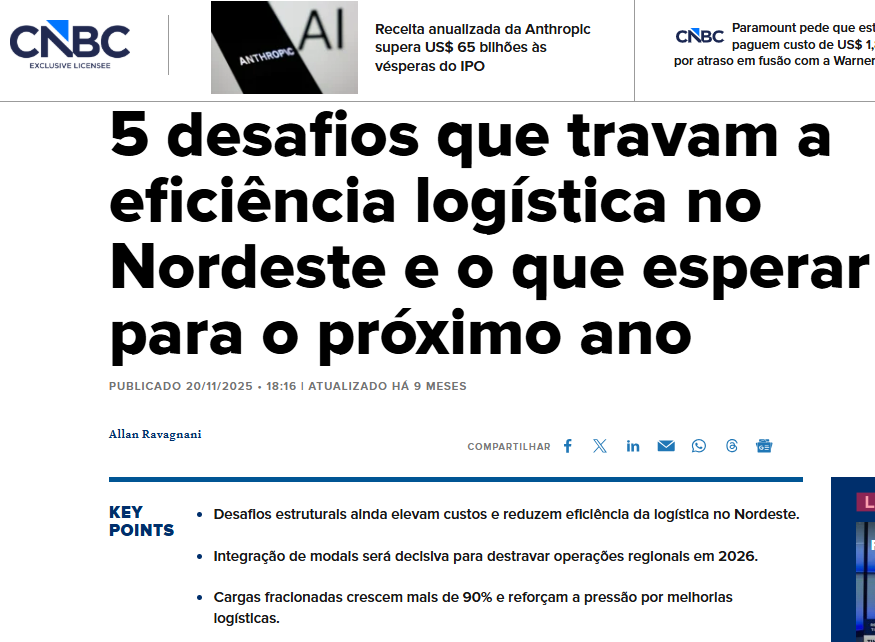 CNBC
EXCLUSIVE LICENSEE
AI
ANTHROPIC
Receita anualizada da Anthropic
supera US$ 65 bilhões às
vésperas do IPO
CNBC
Paramount pede que est
paguem custo de US$ 1,
por atraso em fusão com a Warner
5 desafios que travam a
eficiência logística no
Nordeste e o que esperar
para o próximo ano
PUBLICADO 20/11/2025 • 18:16 | ATUALIZADO HÁ 9 MESES
Allan Ravagnani
COMPARTILHAR
KEY
POINTS
• Desafios estruturais ainda elevam custos e reduzem eficiência da logística no Nordeste.
• Integração de modais será decisiva para destravar operações regionais em 2026.
• Cargas fracionadas crescem mais de 90% e reforçam a pressão por melhorias
logísticas.